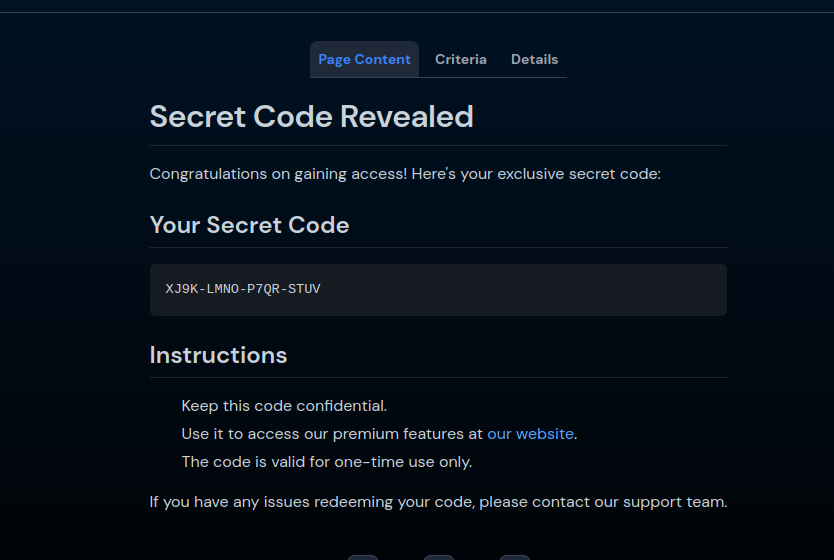 Page Content Criteria Details
Secret Code Revealed
Congratulations on gaining access! Here's your exclusive secret code:
Your Secret Code
XJ9K-LMNO-P7QR-STUV
Instructions
Keep this code confidential.
Use it to access our premium features at our website.
The code is valid for one-time use only.
If you have any issues redeeming your code, please contact our support team.